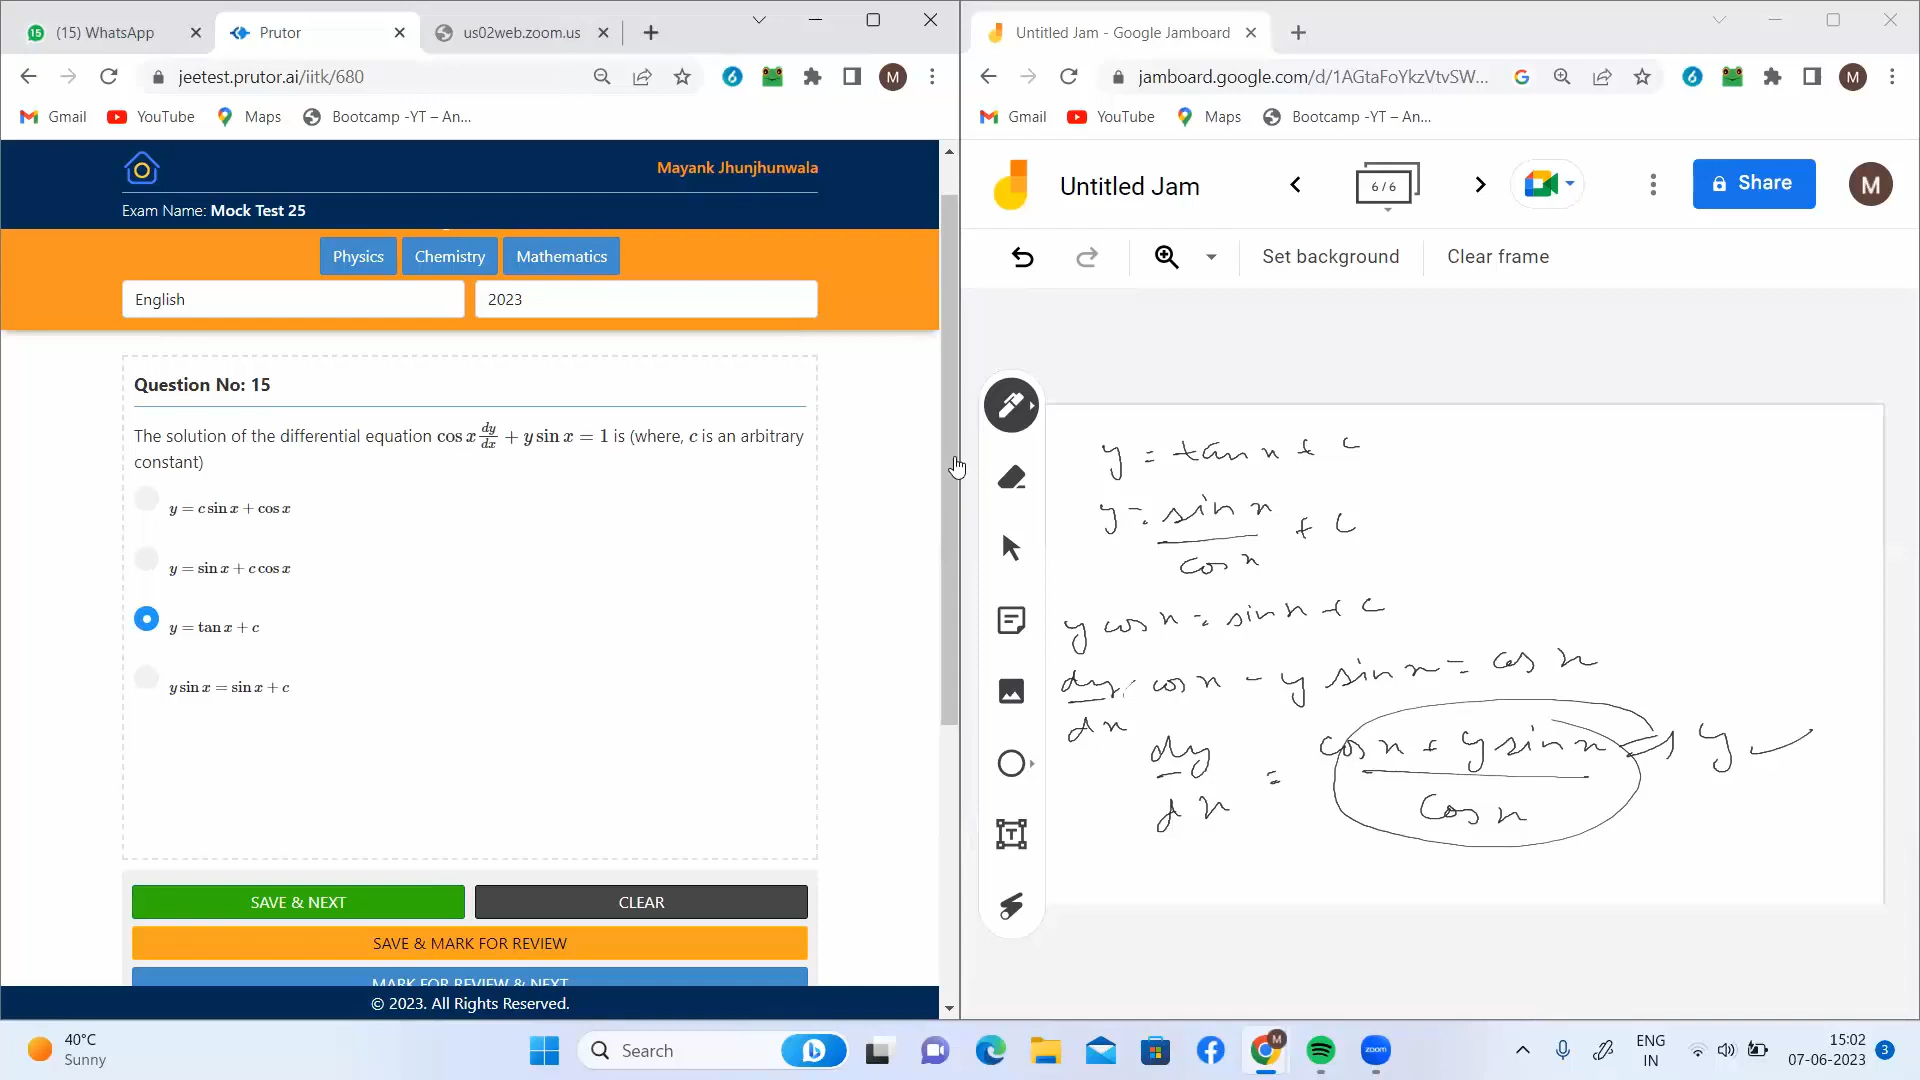 (15) WhatsApp
Prutor
us02web.zoom.us
Untitled Jam - Google Jamboard
jeetest.prutor.ai/iitk/680
M
jamboard.google.com/d/1AGtaFoYkzVtvSW...
M
Gmail
YouTube
Maps
Bootcamp -YT – An...
Gmail
YouTube
Maps
Bootcamp -YT – An...
Mayank Jhunjhunwala
Exam Name: Mock Test 25
Untitled Jam
6 / 6
Share
M
Physics
Chemistry
Mathematics
Set background
Clear frame
English
2023
Question No: 15
The solution of the differential equation cos x dy/dx + y sin x = 1 is (where, c is an arbitrary
constant)
y = c sin x + cos x
y = sin x + c cos x
y = tan x + c
y sin x = sin x + c
SAVE & NEXT
CLEAR
SAVE & MARK FOR REVIEW
MARK FOR REVIEW & NEXT
© 2023. All Rights Reserved.
y = tan x + c
y = sin x / cos x + c
y cos x = sin x + c
dy/dx cos x - y sin x = cos x
dy/dx = cos x + y sin x / cos x
y
40°C
Sunny
Search
zoom
ENG
IN
15:02
07-06-2023
3